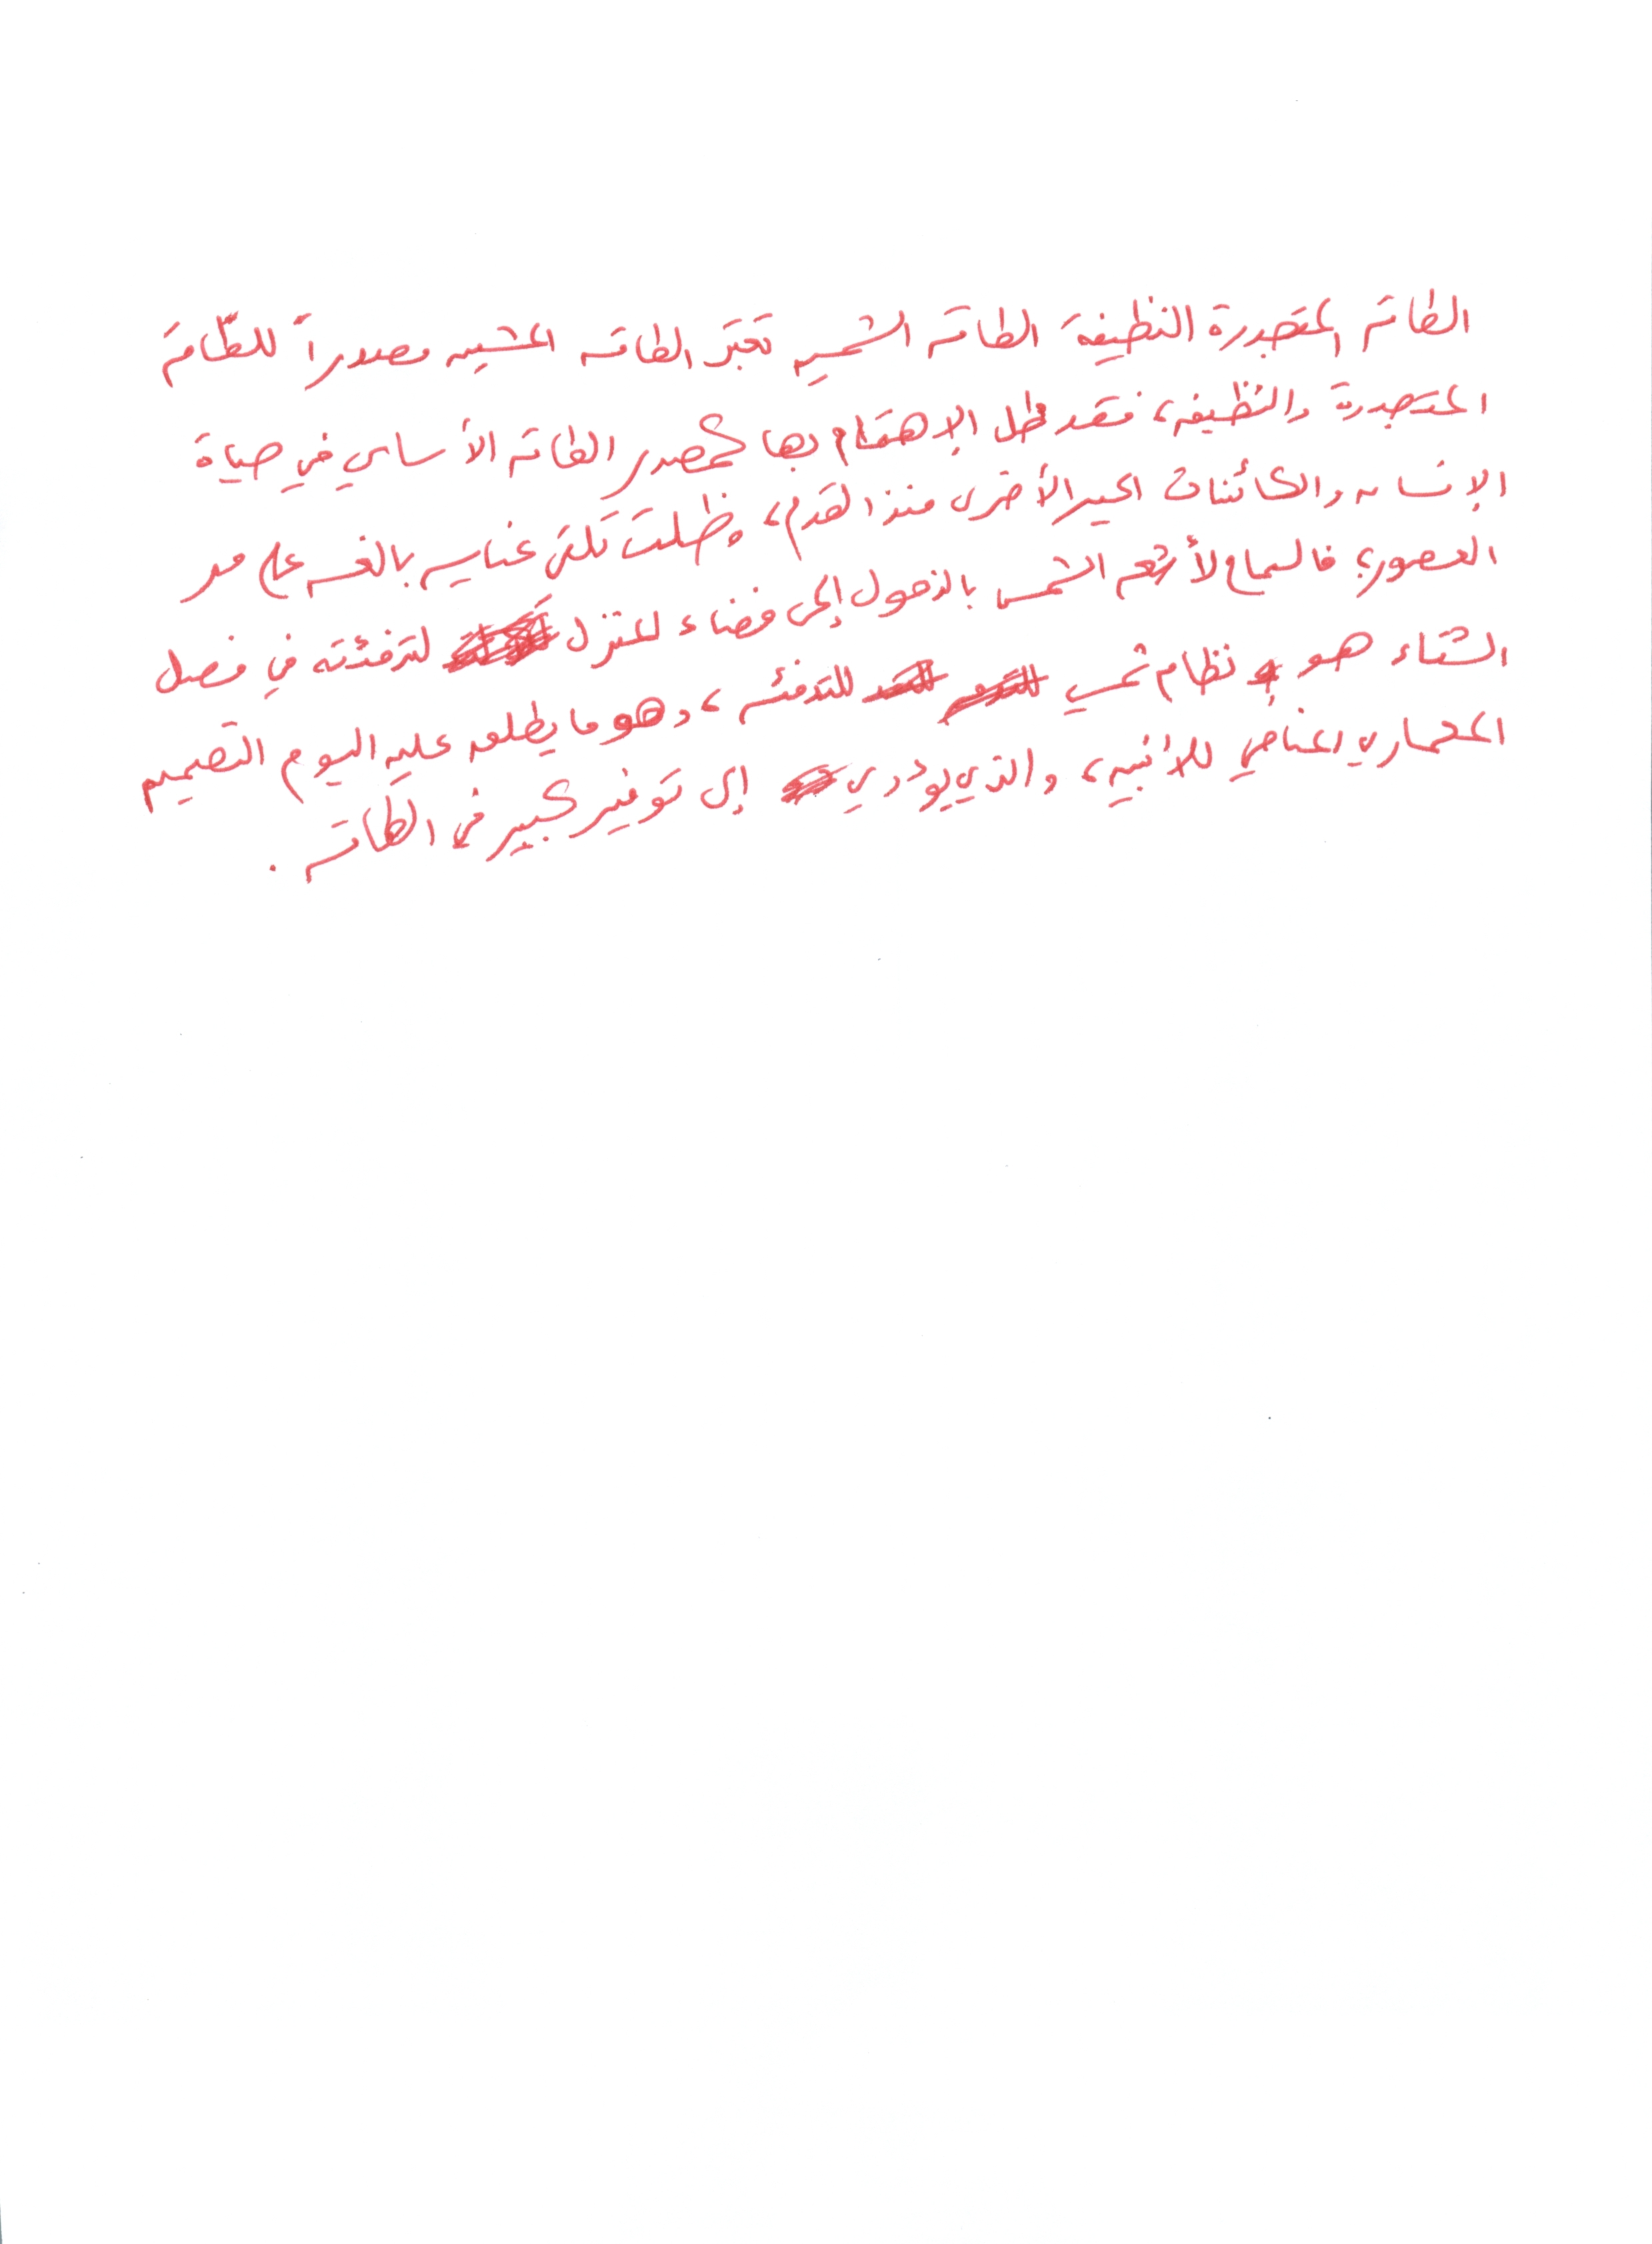 الطاقة المتجددة النظيفة الطاقة الشمسية تعتبر الطاقة الشمسية مصدراً للطّاقة
المتجددة والنظيفة، فقد ظل الإهتمام بها كمصدر الطاقة الأساسي في حياة
الإنسان والكائنات الحية الأخرى منذ القدم، وظلت تلقى عناية بالغة على مر
العصور، فالسماح لأشعة الشمس بالدخول إلى فضاء المنزل لتدفئته في فصل
الشتاء هو نظام شمسي للتدفئة، وهو ما يطلق عليه اليوم التصميم
المعماري المناخي للأبنية، والذي يؤدي إلى توفير كبير في الطاقة.